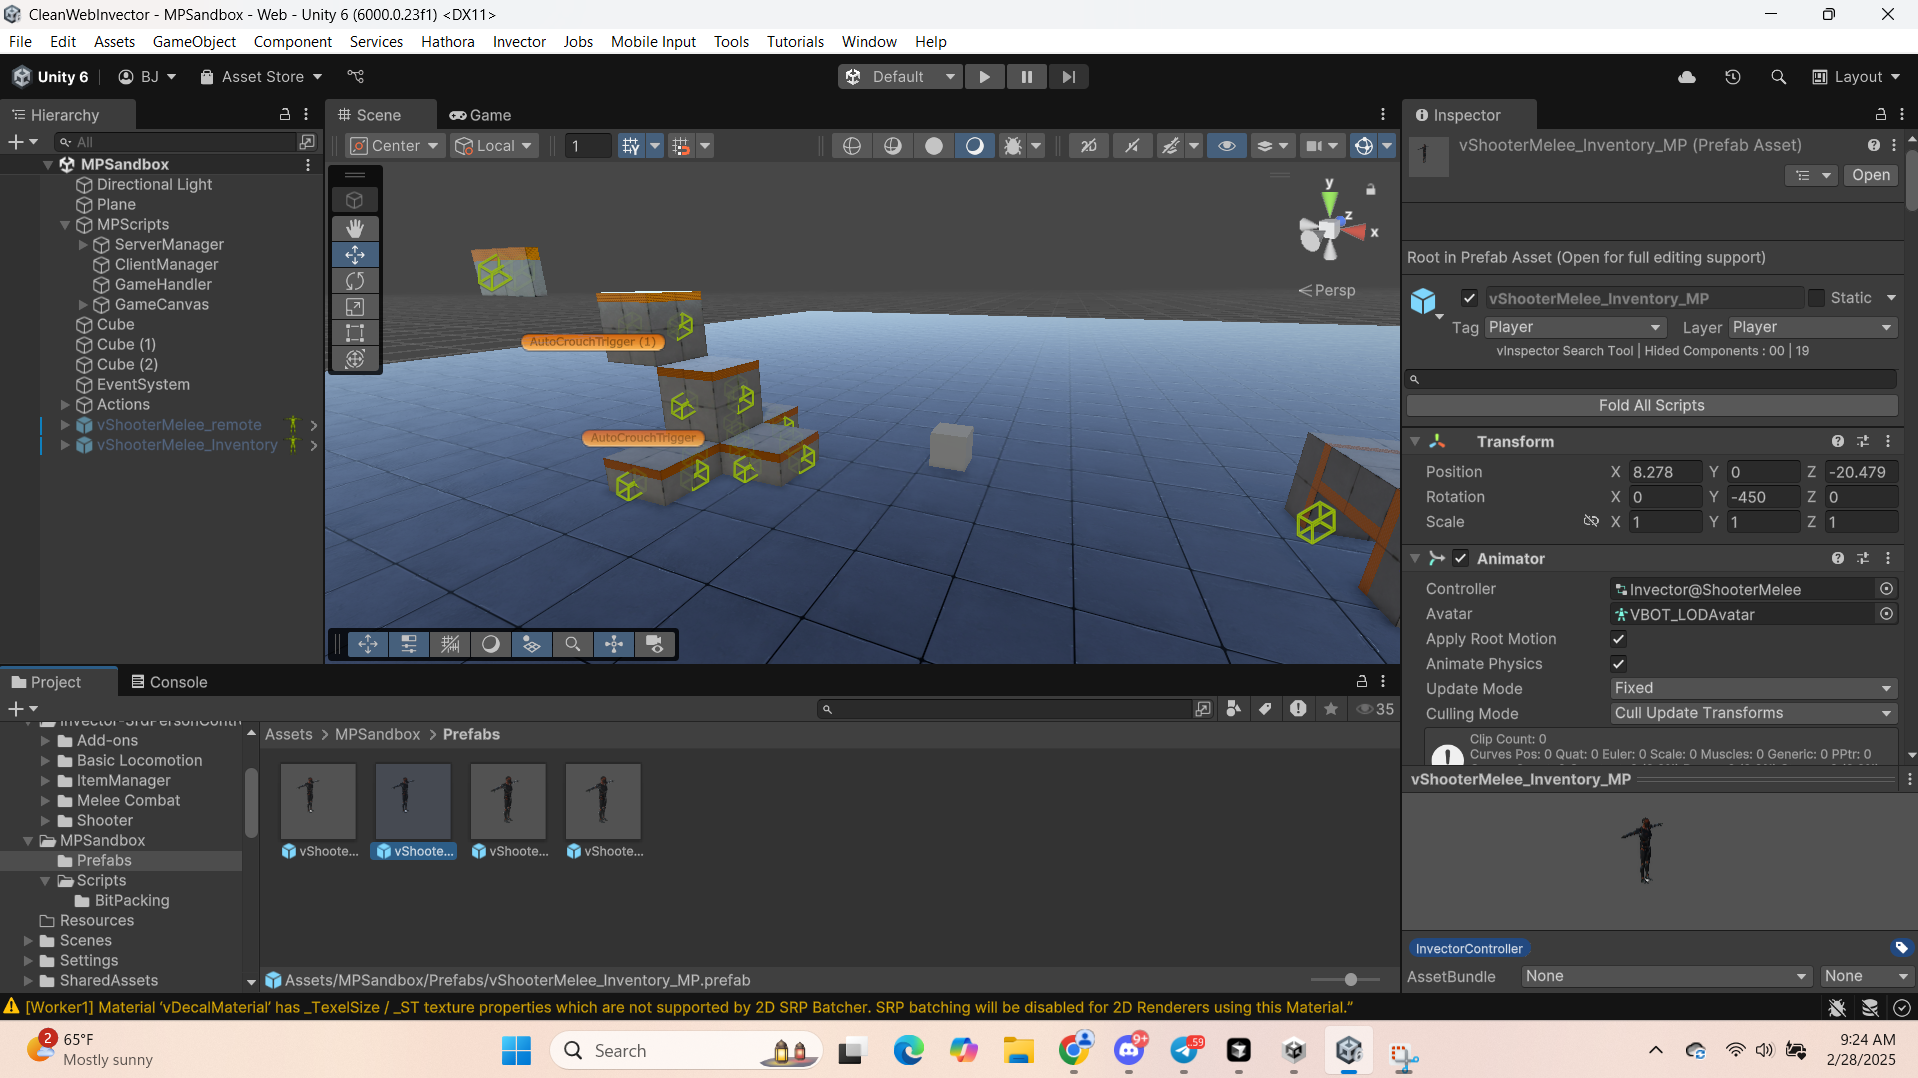 CleanWebInvector - MPSandbox - Web - Unity 6 (6000.0.23f1) <DX11>
File Edit Assets GameObject Component Services Hathora Invector Jobs Mobile Input Tools Tutorials Window Help
Unity 6 BJ Asset Store Default Layout
Hierarchy
All
MPSandbox
Directional Light
Plane
MPScripts
ServerManager
ClientManager
GameHandler
GameCanvas
Cube
Cube (1)
Cube (2)
EventSystem
Actions
vShooterMelee_remote
vShooterMelee_Inventory
Scene Game
Center Local 1
y
z
x
Persp
AutoCrouchTrigger (1)
AutoCrouchTrigger
Inspector
vShooterMelee_Inventory_MP (Prefab Asset)
Open
Root in Prefab Asset (Open for full editing support)
vShooterMelee_Inventory_MP Static
Tag Player Layer Player
vInspector Search Tool | Hided Components : 00 | 19
Fold All Scripts
Transform
Position X 8.278 Y 0 Z -20.479
Rotation X 0 Y -450 Z 0
Scale X 1 Y 1 Z 1
Animator
Controller Invector@ShooterMelee
Avatar VBOT_LODAvatar
Apply Root Motion
Animate Physics
Update Mode Fixed
Culling Mode Cull Update Transforms
Clip Count: 0
Curves Pos: 0 Quat: 0 Euler: 0 Scale: 0 Muscles: 0 Generic: 0 PPtr: 0
vShooterMelee_Inventory_MP
InvectorController
AssetBundle None None
Project Console
35
Add-ons
Basic Locomotion
ItemManager
Melee Combat
Shooter
MPSandbox
Prefabs
Scripts
BitPacking
Resources
Scenes
Settings
SharedAssets
Assets > MPSandbox > Prefabs
vShoote... vShoote... vShoote... vShoote...
Assets/MPSandbox/Prefabs/vShooterMelee_Inventory_MP.prefab
[Worker1] Material 'vDecalMaterial' has _TexelSize / _ST texture properties which are not supported by 2D SRP Batcher. SRP batching will be disabled for 2D Renderers using this Material."
2
65°F
Mostly sunny
Search
9+
59
9:24 AM
2/28/2025